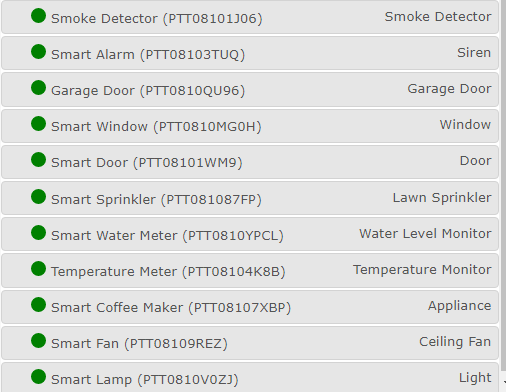 Smoke Detector (PTT08101J06) Smoke Detector
Smart Alarm (PTT08103TUQ) Siren
Garage Door (PTT0810QU96) Garage Door
Smart Window (PTT0810MG0H) Window
Smart Door (PTT08101WM9) Door
Smart Sprinkler (PTT081087FP) Lawn Sprinkler
Smart Water Meter (PTT0810YPCL) Water Level Monitor
Temperature Meter (PTT08104K8B) Temperature Monitor
Smart Coffee Maker (PTT08107XBP) Appliance
Smart Fan (PTT08109REZ) Ceiling Fan
Smart Lamp (PTT0810V0ZJ) Light